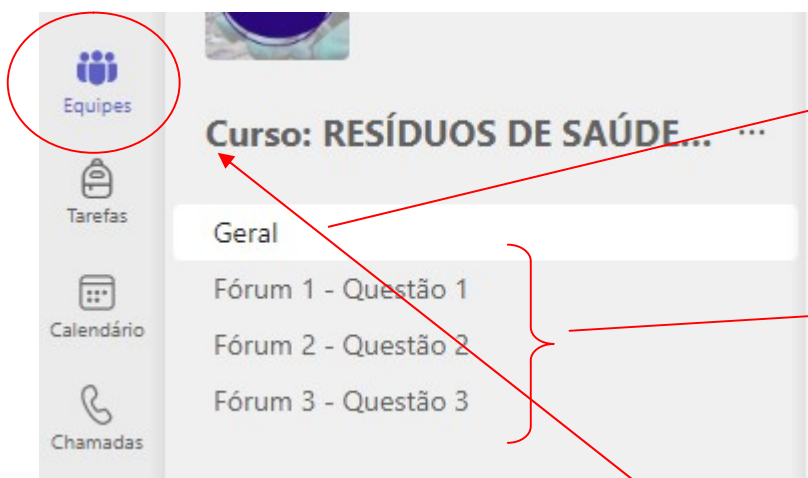 Equipes
Tarefas
Calendário
Chamadas
Curso: RESÍDUOS DE SAÚDE... ...
Geral
Fórum 1 - Questão 1
Fórum 2 - Questão 2
Fórum 3 - Questão 3